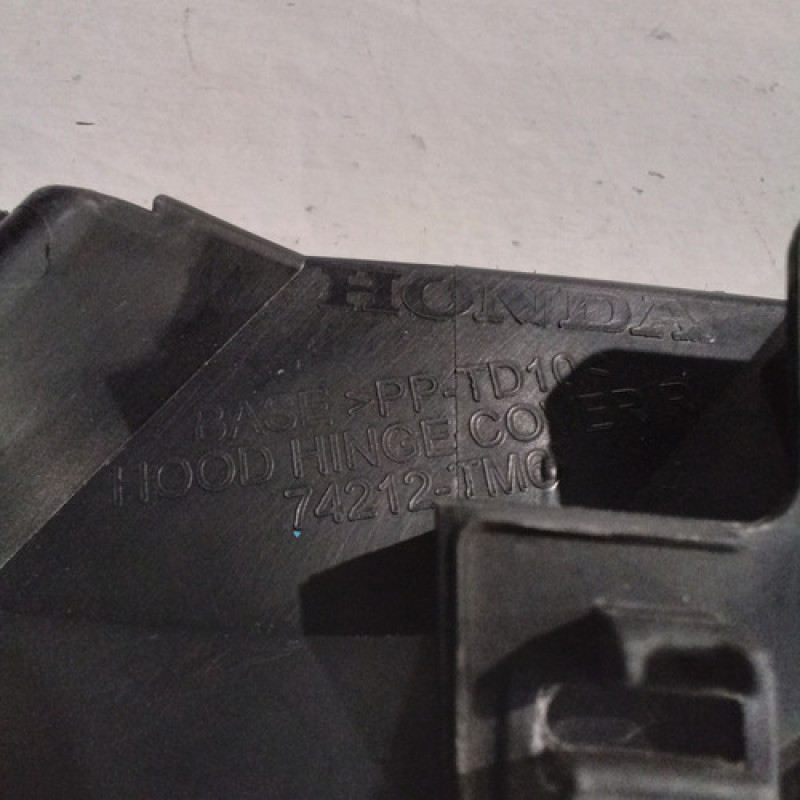 HONDA
BASE >PP-TD10<
HOOD HINGE COVER R
74212-TM0